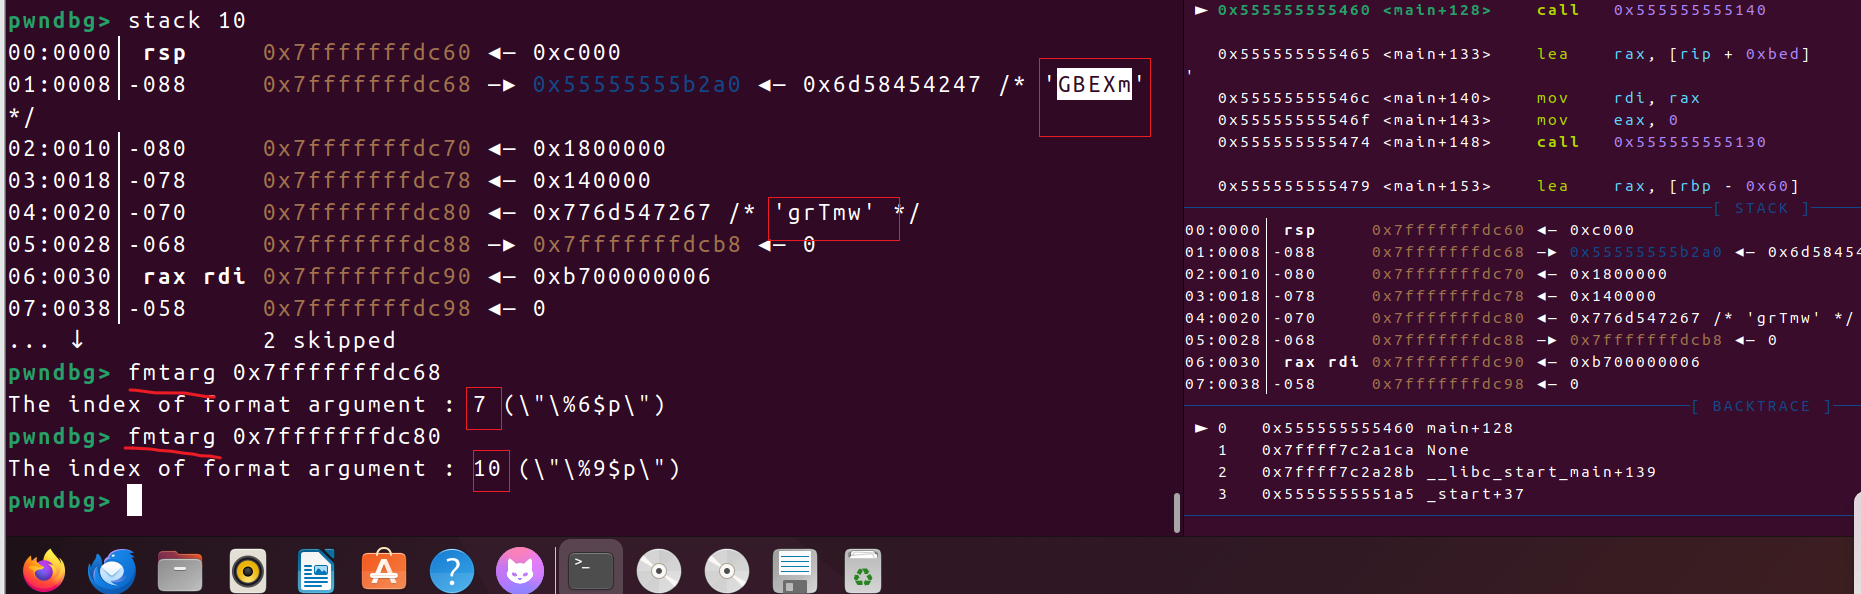 pwndbg> stack 10
00:0000│ rsp 0x7fffffffdc60 ◂— 0xc000
01:0008│-088 0x7fffffffdc68 —▸ 0x55555555b2a0 ◂— 0x6d58454247 /* 'GBEXm'
*/
02:0010│-080 0x7fffffffdc70 ◂— 0x1800000
03:0018│-078 0x7fffffffdc78 ◂— 0x140000
04:0020│-070 0x7fffffffdc80 ◂— 0x776d547267 /* 'grTmw' */
05:0028│-068 0x7fffffffdc88 —▸ 0x7fffffffdcb8 ◂— 0
06:0030│ rax rdi 0x7fffffffdc90 ◂— 0xb700000006
07:0038│-058 0x7fffffffdc98 ◂— 0
... ↓ 2 skipped
pwndbg> fmtarg 0x7fffffffdc68
The index of format argument : 7 (\"\%6$p\")
pwndbg> fmtarg 0x7fffffffdc80
The index of format argument : 10 (\"\%9$p\")
pwndbg>
► 0x555555555460 <main+128> call 0x555555555140
0x555555555465 <main+133> lea rax, [rip + 0xbed]
'
0x55555555546c <main+140> mov rdi, rax
0x55555555546f <main+143> mov eax, 0
0x555555555474 <main+148> call 0x555555555130
0x555555555479 <main+153> lea rax, [rbp - 0x60]
[ STACK ]
00:0000│ rsp 0x7fffffffdc60 ◂— 0xc000
01:0008│-088 0x7fffffffdc68 —▸ 0x55555555b2a0 ◂— 0x6d5845
02:0010│-080 0x7fffffffdc70 ◂— 0x1800000
03:0018│-078 0x7fffffffdc78 ◂— 0x140000
04:0020│-070 0x7fffffffdc80 ◂— 0x776d547267 /* 'grTmw' */
05:0028│-068 0x7fffffffdc88 —▸ 0x7fffffffdcb8 ◂— 0
06:0030│ rax rdi 0x7fffffffdc90 ◂— 0xb700000006
07:0038│-058 0x7fffffffdc98 ◂— 0
[ BACKTRACE ]
► 0 0x555555555460 main+128
1 0x7ffff7c2a1ca None
2 0x7ffff7c2a28b __libc_start_main+139
3 0x5555555551a5 _start+37